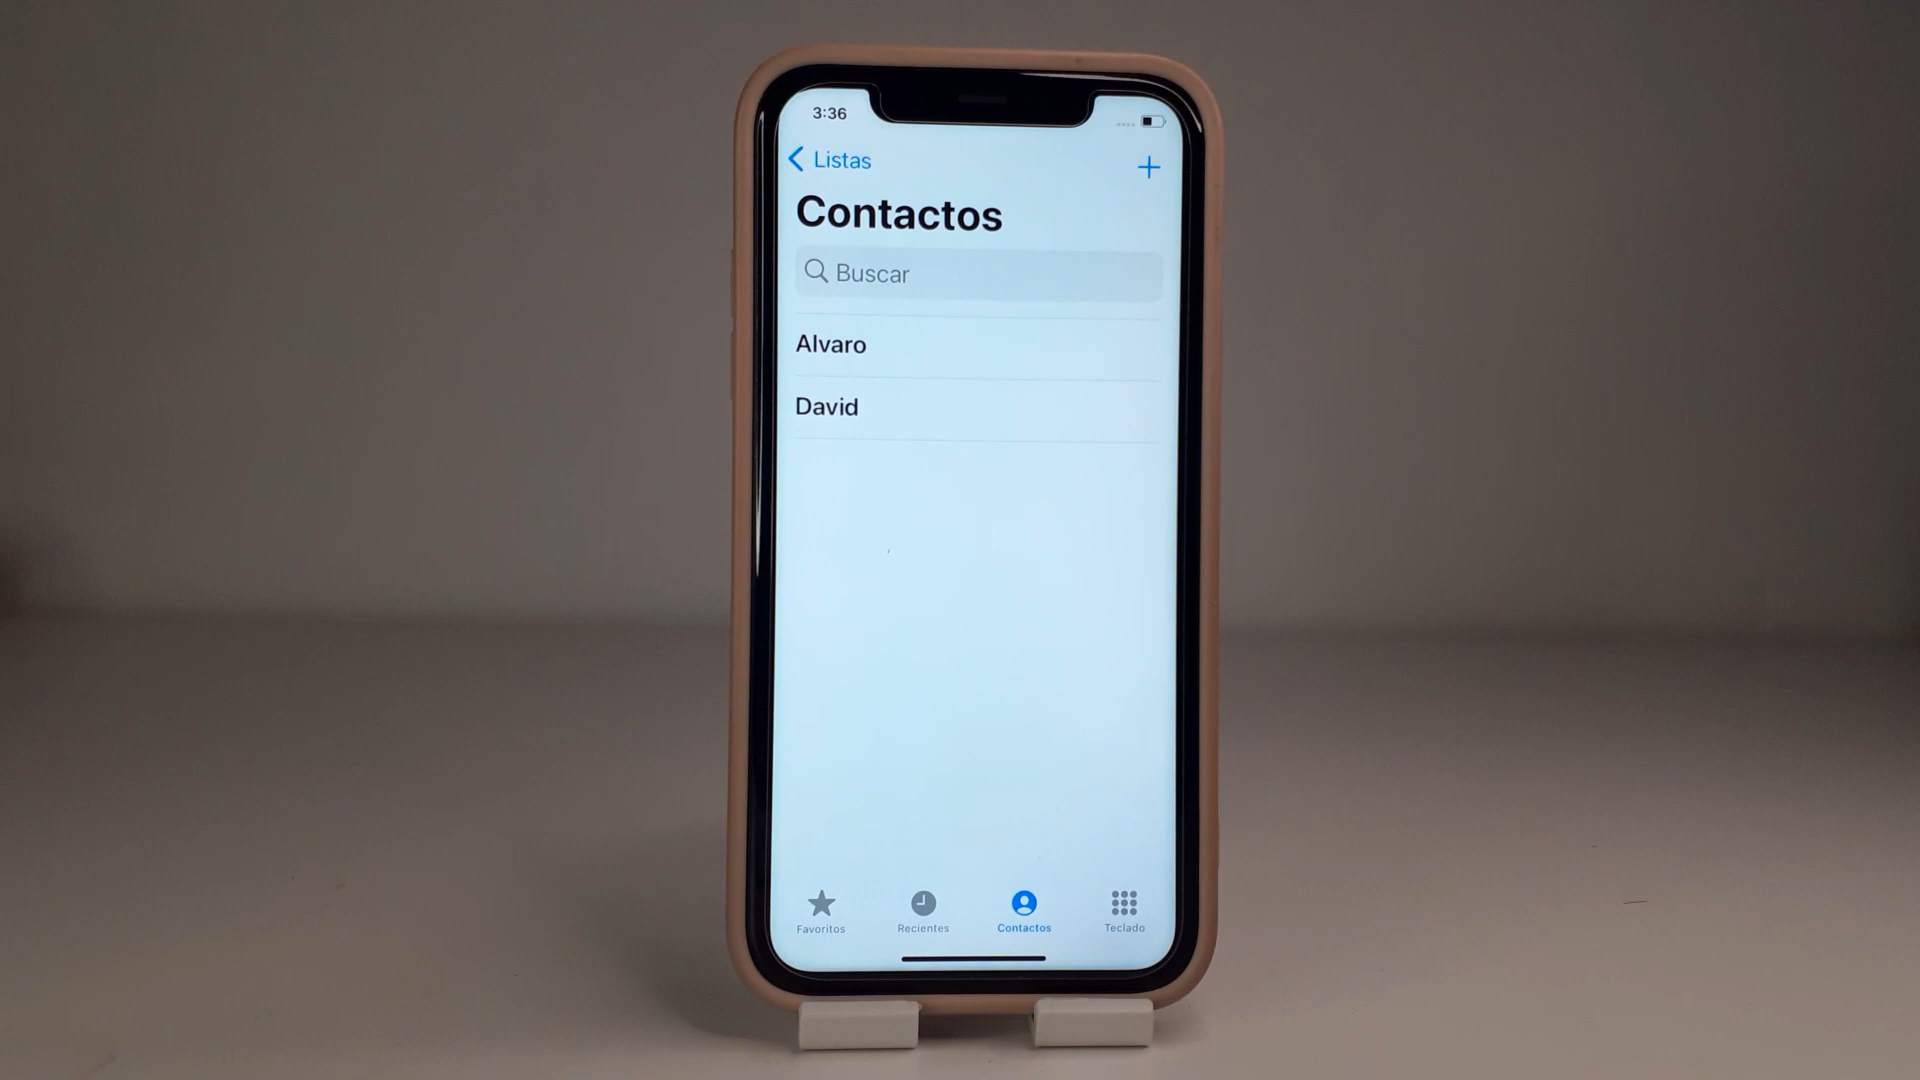 3:36
Listas
Contactos
Buscar
Alvaro
David
Favoritos
Recientes
Contactos
Teclado